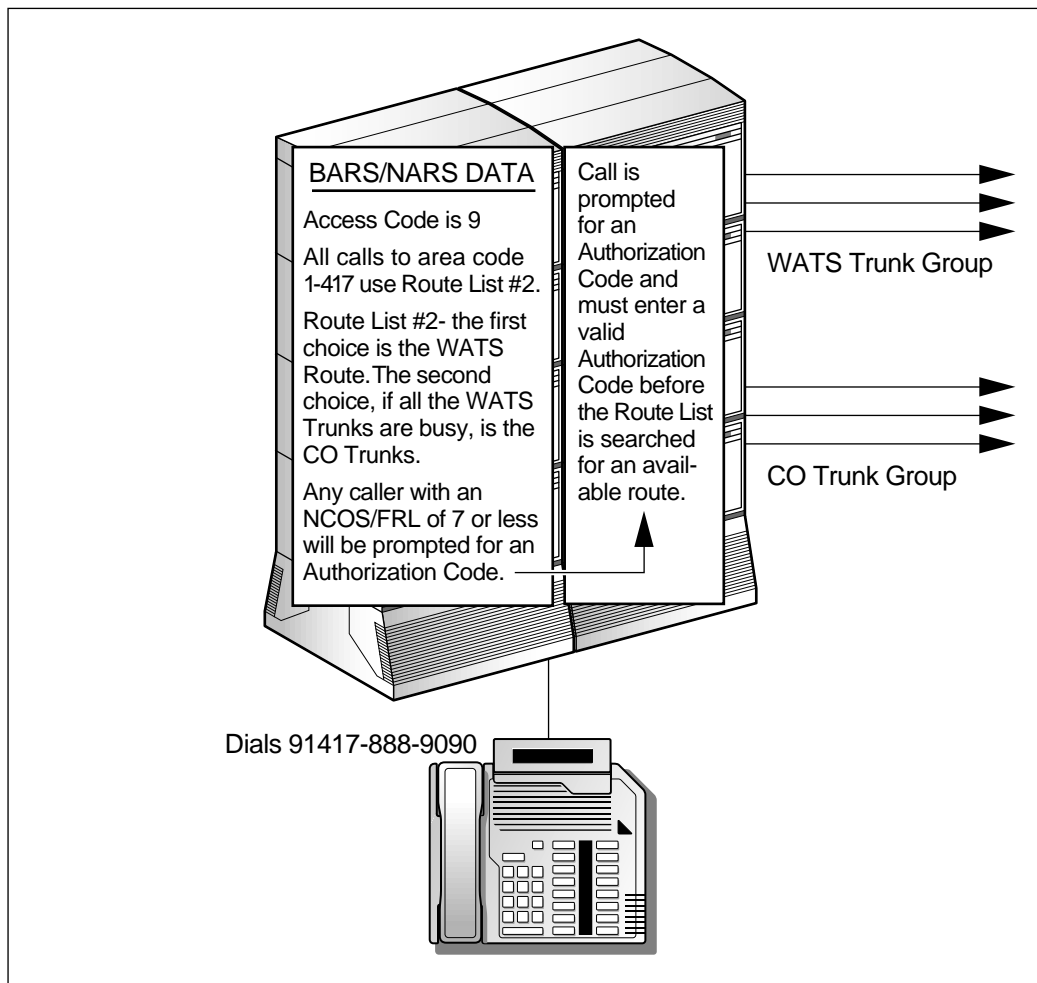 BARS/NARS DATA
Access Code is 9
All calls to area code
1-417 use Route List #2.
Route List #2- the first
choice is the WATS
Route. The second
choice, if all the WATS
Trunks are busy, is the
CO Trunks.
Any caller with an
NCOS/FRL of 7 or less
will be prompted for an
Authorization Code.
Call is
prompted
for an
Authorization
Code and
must enter a
valid
Authorization
Code before
the Route List
is searched
for an avail-
able route.
WATS Trunk Group
CO Trunk Group
Dials 91417-888-9090